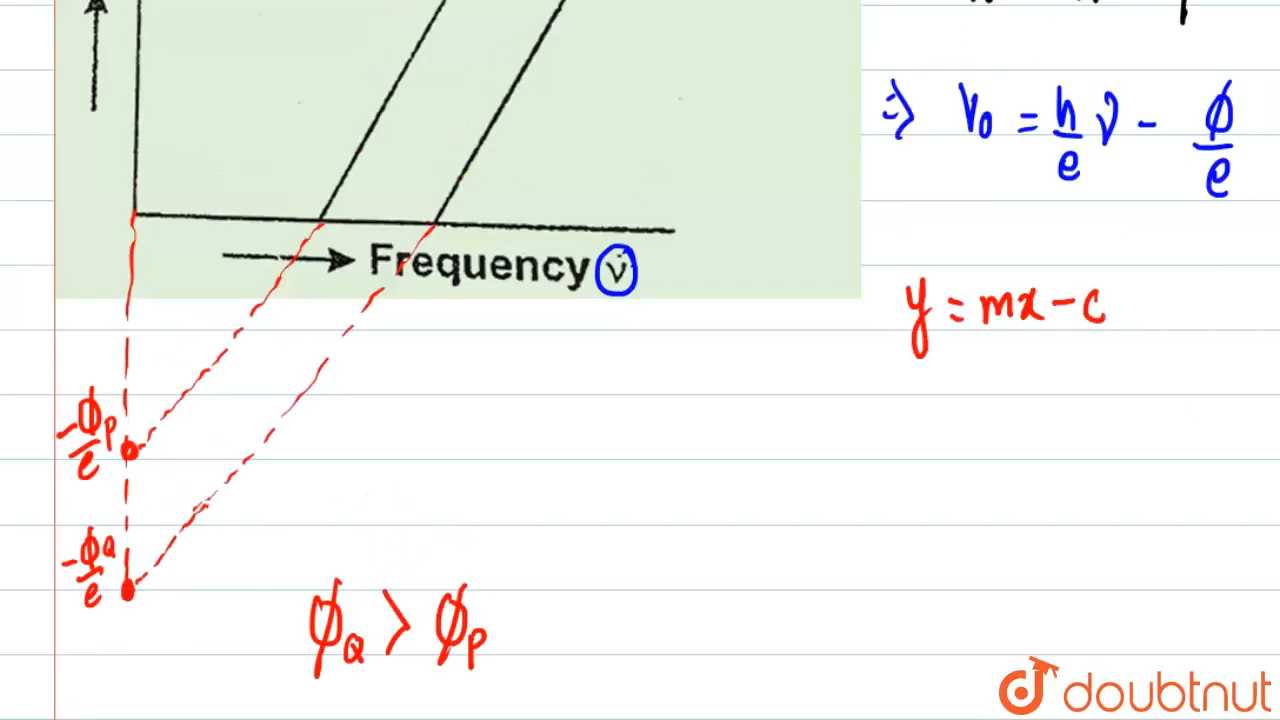 ⇒ V₀ = h/e ν - ϕ/e
Frequency ν
y = mx - c
-ϕP/e
-ϕQ/e
ϕQ > ϕP
doubtnut